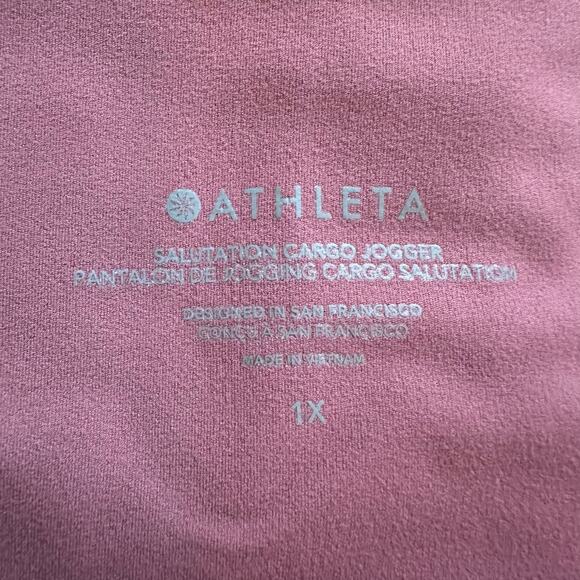 ATHLETA
SALUTATION CARGO JOGGER
PANTALON DE JOGGING CARGO SALUTATION
DESIGNED IN SAN FRANCISCO
CONÇU À SAN FRANCISCO
MADE IN VIETNAM
1X